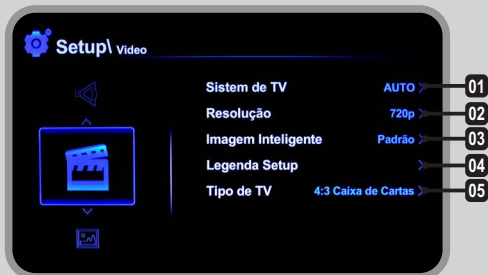 Setup\ Video
Sistem de TV AUTO > 01
Resolução 720p > 02
Imagem Inteligente Padrão > 03
Legenda Setup > 04
Tipo de TV 4:3 Caixa de Cartas > 05